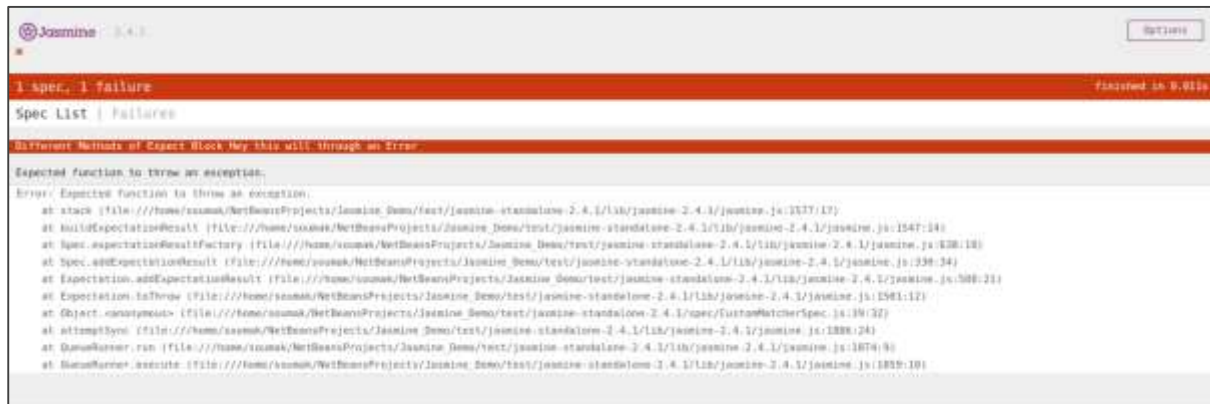 Jasmine 2.4.1
Options
1 spec, 1 failure
finished in 0.011s
Spec List | Failures
Different Methods of Expect Block Hey this will through an Error
Expected function to throw an exception.
Error: Expected function to throw an exception.
at stack (file:///home/soumak/NetBeansProjects/Jasmine_Demo/test/jasmine-standalone-2.4.1/lib/jasmine-2.4.1/jasmine.js:1577:17)
at buildExpectationResult (file:///home/soumak/NetBeansProjects/Jasmine_Demo/test/jasmine-standalone-2.4.1/lib/jasmine-2.4.1/jasmine.js:1547:14)
at Spec.expectationResultFactory (file:///home/soumak/NetBeansProjects/Jasmine_Demo/test/jasmine-standalone-2.4.1/lib/jasmine-2.4.1/jasmine.js:638:18)
at Spec.addExpectationResult (file:///home/soumak/NetBeansProjects/Jasmine_Demo/test/jasmine-standalone-2.4.1/lib/jasmine-2.4.1/jasmine.js:330:34)
at Expectation.addExpectationResult (file:///home/soumak/NetBeansProjects/Jasmine_Demo/test/jasmine-standalone-2.4.1/lib/jasmine-2.4.1/jasmine.js:588:21)
at Expectation.toThrow (file:///home/soumak/NetBeansProjects/Jasmine_Demo/test/jasmine-standalone-2.4.1/lib/jasmine-2.4.1/jasmine.js:1501:12)
at Object.<anonymous> (file:///home/soumak/NetBeansProjects/Jasmine_Demo/test/jasmine-standalone-2.4.1/spec/CustomMatcherSpec.js:39:32)
at attemptSync (file:///home/soumak/NetBeansProjects/Jasmine_Demo/test/jasmine-standalone-2.4.1/lib/jasmine-2.4.1/jasmine.js:1886:24)
at QueueRunner.run (file:///home/soumak/NetBeansProjects/Jasmine_Demo/test/jasmine-standalone-2.4.1/lib/jasmine-2.4.1/jasmine.js:1874:9)
at QueueRunner.execute (file:///home/soumak/NetBeansProjects/Jasmine_Demo/test/jasmine-standalone-2.4.1/lib/jasmine-2.4.1/jasmine.js:1859:10)